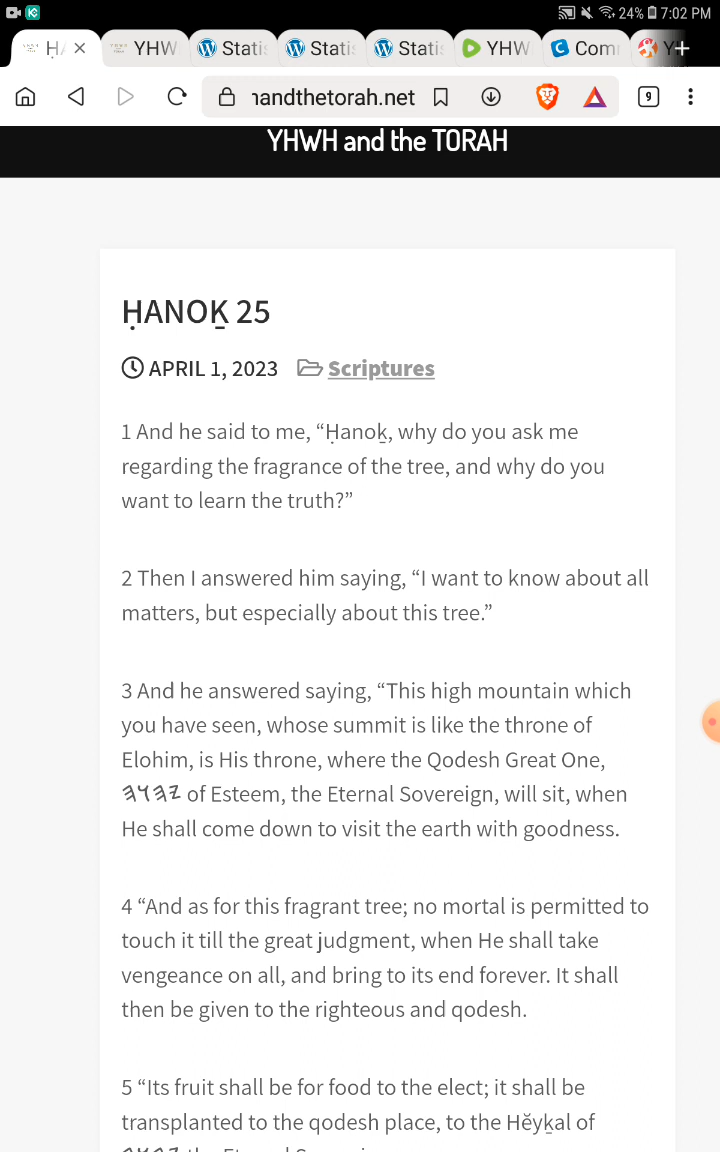 24% 7:02 PM
Ḥ YHW Stati Stati Stati YHW Com Y
handthetorah.net 9
YHWH and the TORAH
ḤANOḴ 25
APRIL 1, 2023 Scriptures
1 And he said to me, “Ḥanoḵ, why do you ask me
regarding the fragrance of the tree, and why do you
want to learn the truth?”
2 Then I answered him saying, “I want to know about all
matters, but especially about this tree.”
3 And he answered saying, “This high mountain which
you have seen, whose summit is like the throne of
Elohim, is His throne, where the Qodesh Great One,
𐤉𐤄𐤅𐤄 of Esteem, the Eternal Sovereign, will sit, when
He shall come down to visit the earth with goodness.
4 “And as for this fragrant tree; no mortal is permitted to
touch it till the great judgment, when He shall take
vengeance on all, and bring to its end forever. It shall
then be given to the righteous and qodesh.
5 “Its fruit shall be for food to the elect; it shall be
transplanted to the qodesh place, to the Hĕyḵal of